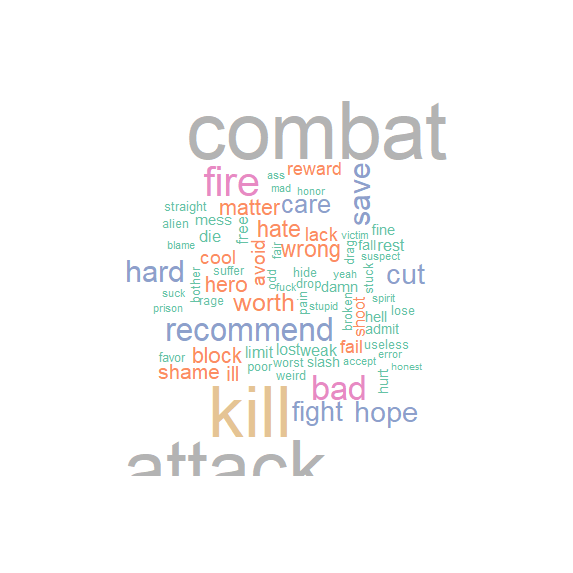 combat
fire
ass
reward
mad
honor
save
straight
matter
care
alien
mess
free
hate
lack
victim
fine
die
fair
wrong
drag
fall
rest
blame
avoid
suspect
cool
hard
bother
suffer
odd
hide
yeah
stuck
cut
hero
fuck
drop
damn
suck
rage
worth
pain
stupid
broken
shoot
spirit
prison
lose
hell
recommend
admit
favor
block
limit
lost
weak
fail
useless
error
poor
worst
slash
accept
honest
shame
ill
weird
hurt
bad
kill
fight
hope
attack